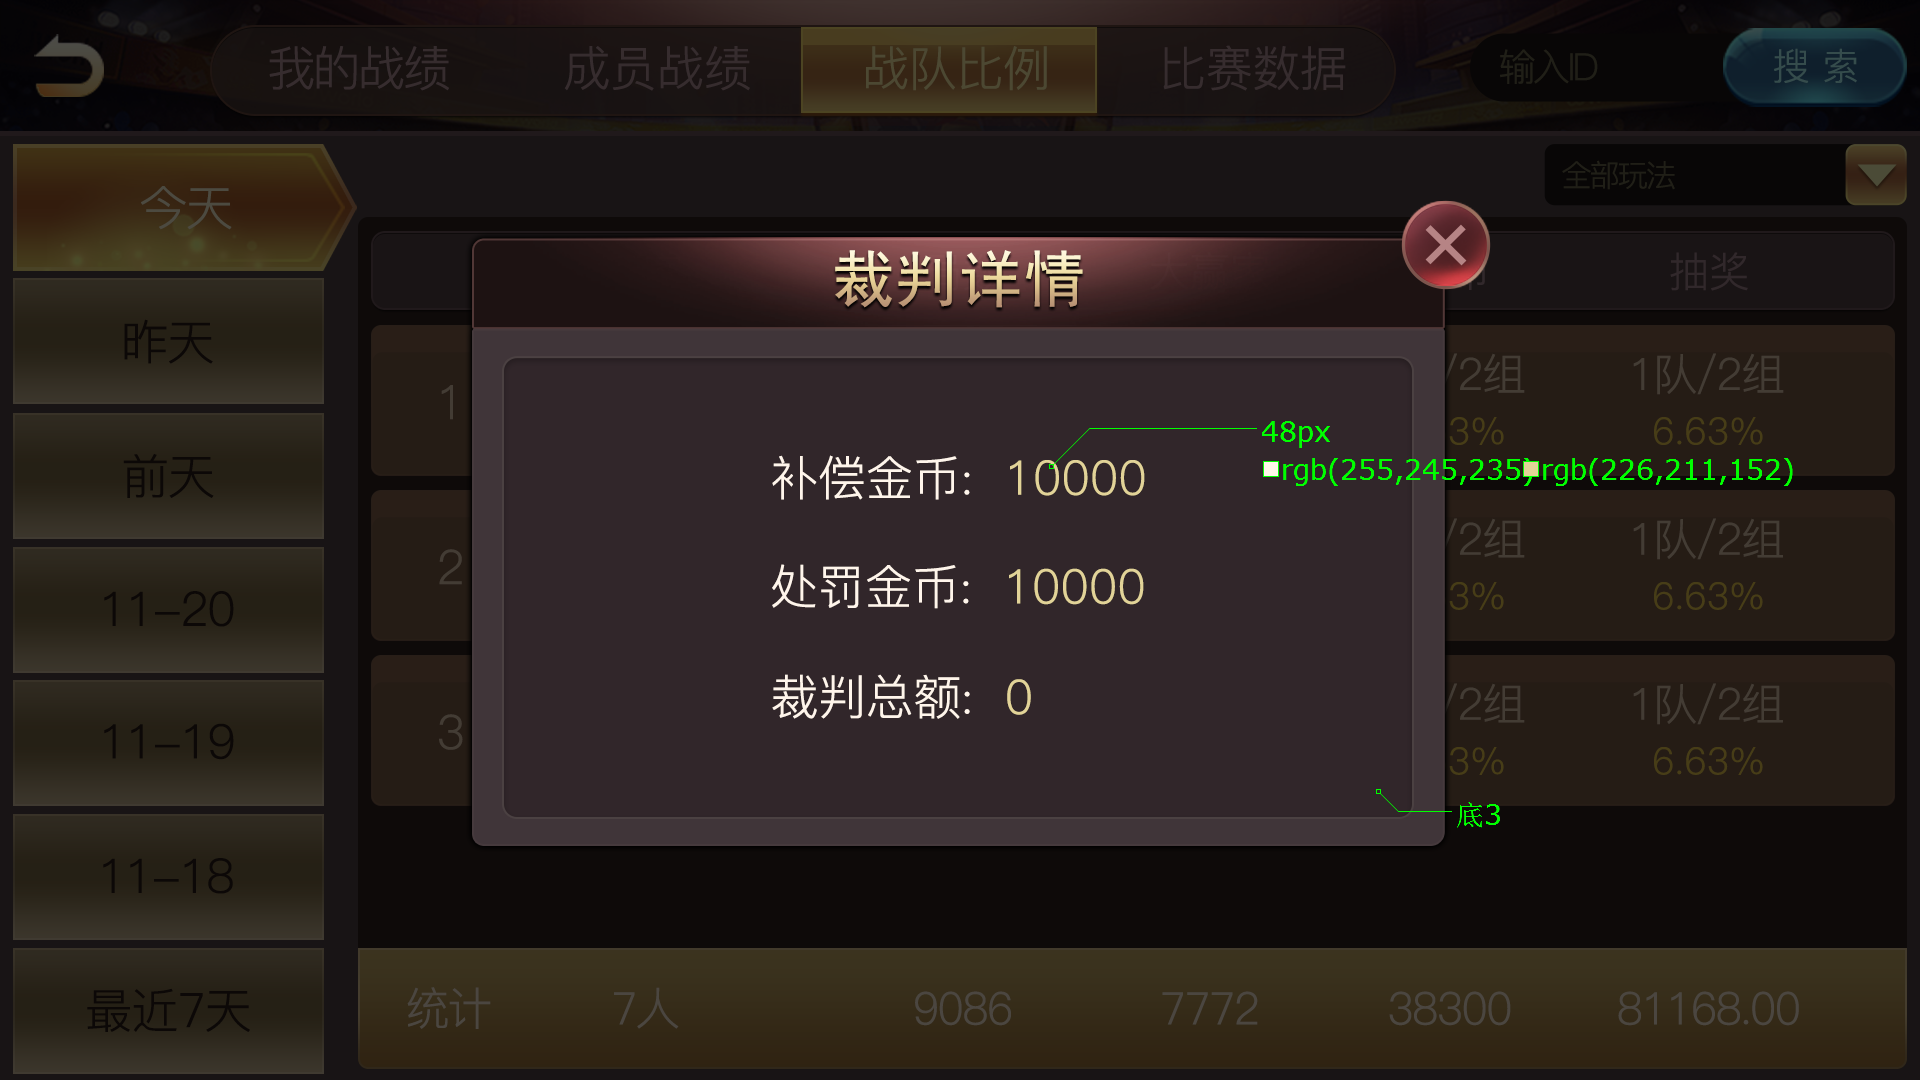 我的战绩 成员战绩 战队比例 比赛数据 输入ID 搜 索
全部玩法
今天
昨天
前天
11-20
11-19
11-18
最近7天
抽奖
裁判详情
1 /2组 1队/2组
3% 6.63%
2 /2组 1队/2组
3% 6.63%
3 /2组 1队/2组
3% 6.63%
补偿金币: 10000
处罚金币: 10000
裁判总额: 0
48px
rgb(255,245,235) rgb(226,211,152)
底3
统计 7人 9086 7772 38300 81168.00